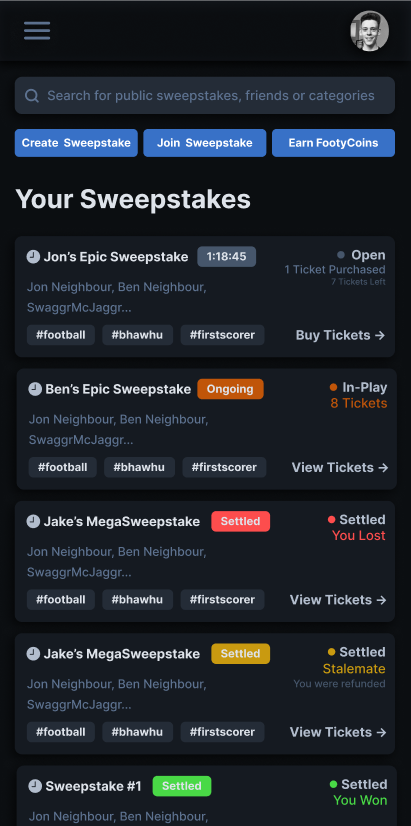 Search for public sweepstakes, friends or categories
Create Sweepstake
Join Sweepstake
Earn FootyCoins
Your Sweepstakes
Jon's Epic Sweepstake
1:18:45
Open
1 Ticket Purchased
7 Tickets Left
Jon Neighbour, Ben Neighbour,
SwaggrMcJaggr...
#football
#bhawhu
#firstscorer
Buy Tickets →
Ben's Epic Sweepstake
Ongoing
In-Play
8 Tickets
Jon Neighbour, Ben Neighbour,
SwaggrMcJaggr...
#football
#bhawhu
#firstscorer
View Tickets →
Jake's MegaSweepstake
Settled
Settled
You Lost
Jon Neighbour, Ben Neighbour,
SwaggrMcJaggr...
#football
#bhawhu
#firstscorer
View Tickets →
Jake's MegaSweepstake
Settled
Settled
Stalemate
You were refunded
Jon Neighbour, Ben Neighbour,
SwaggrMcJaggr...
#football
#bhawhu
#firstscorer
View Tickets →
Sweepstake #1
Settled
Settled
You Won
Jon Neighbour, Ben Neighbour,